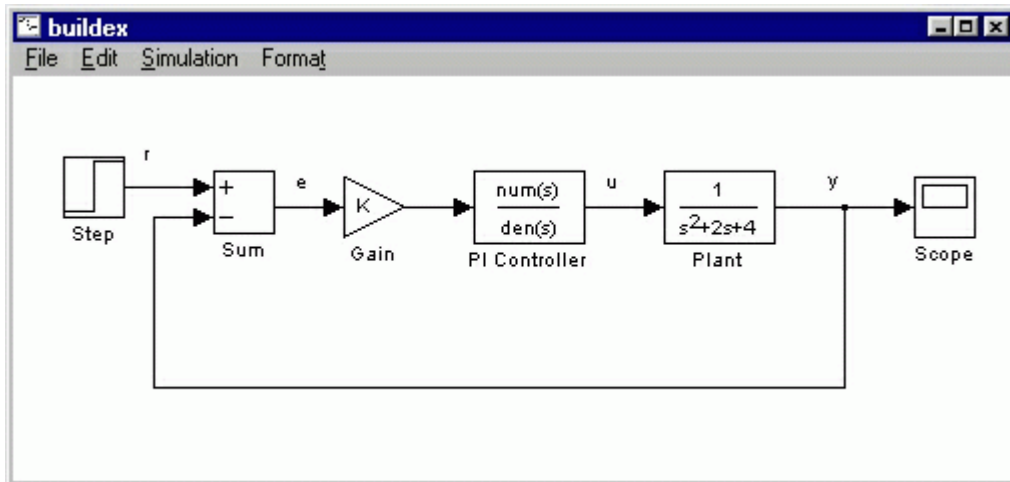 buildex
File Edit Simulation Format
r
Step
+
−
Sum
e
K
Gain
num(s)
den(s)
PI Controller
u
1
s²+2s+4
Plant
y
Scope